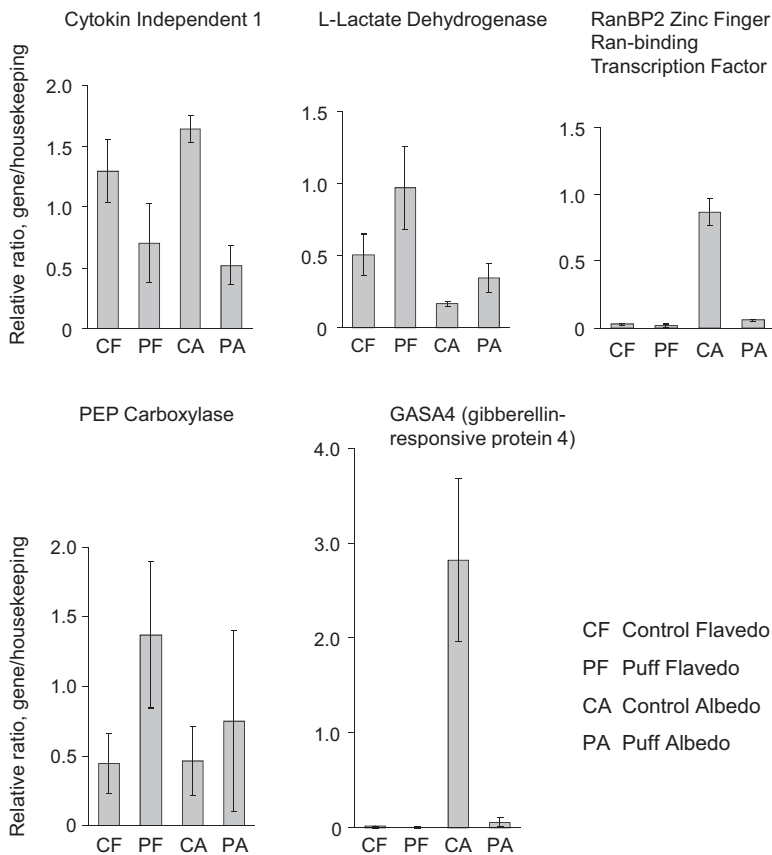 Cytokin Independent 1
Relative ratio, gene/housekeeping
2.0
1.5
1.0
0.5
0
CF PF CA PA
L-Lactate Dehydrogenase
1.5
1.0
0.5
0
CF PF CA PA
RanBP2 Zinc Finger
Ran-binding
Transcription Factor
1.5
1.0
0.5
0
CF PF CA PA
PEP Carboxylase
Relative ratio, gene/housekeeping
2.0
1.5
1.0
0.5
0
CF PF CA PA
GASA4 (gibberellin-
responsive protein 4)
4.0
3.0
2.0
1.0
0
CF PF CA PA
CF Control Flavedo
PF Puff Flavedo
CA Control Albedo
PA Puff Albedo